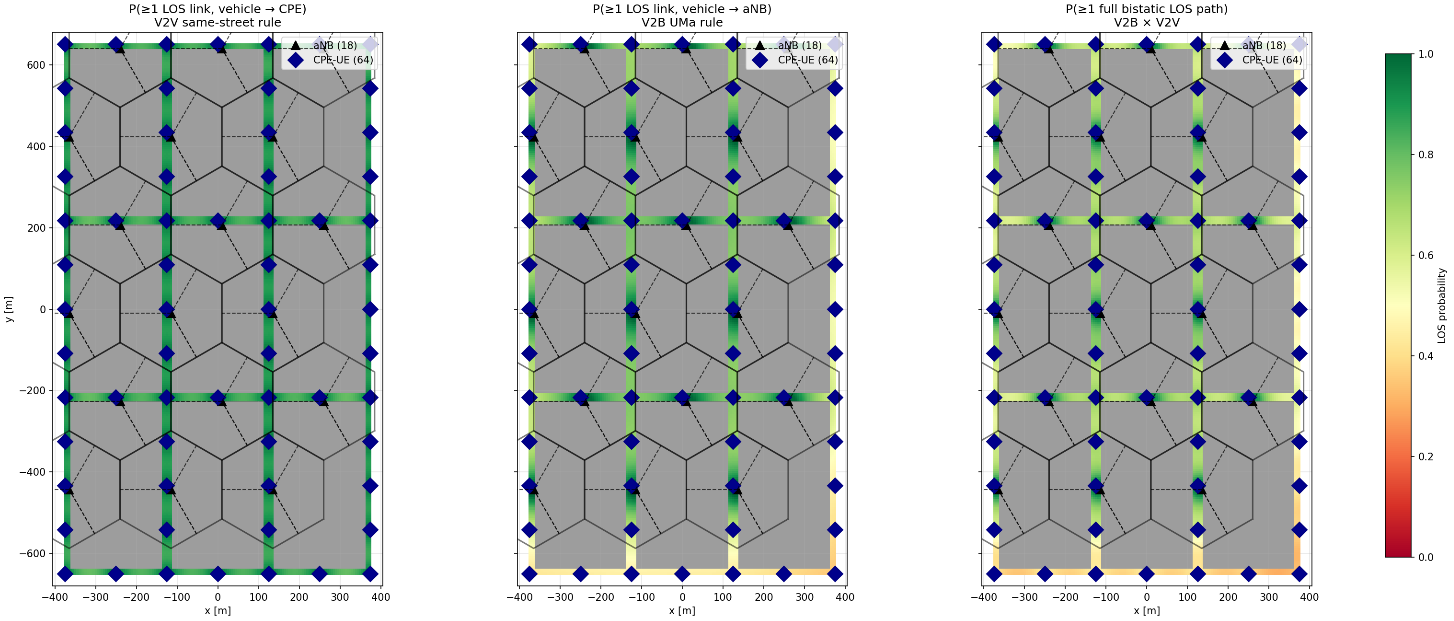 P(≥1 LOS link, vehicle → CPE)
V2V same-street rule
P(≥1 LOS link, vehicle → aNB)
V2B UMa rule
P(≥1 full bistatic LOS path)
V2B × V2V
aNB (18)
CPE-UE (64)
aNB (18)
CPE-UE (64)
aNB (18)
CPE-UE (64)
600
400
200
0
−200
−400
−600
y [m]
−400 −300 −200 −100 0 100 200 300 400
x [m]
−400 −300 −200 −100 0 100 200 300 400
x [m]
−400 −300 −200 −100 0 100 200 300 400
x [m]
1.0
0.8
0.6
0.4
0.2
0.0
LOS probability